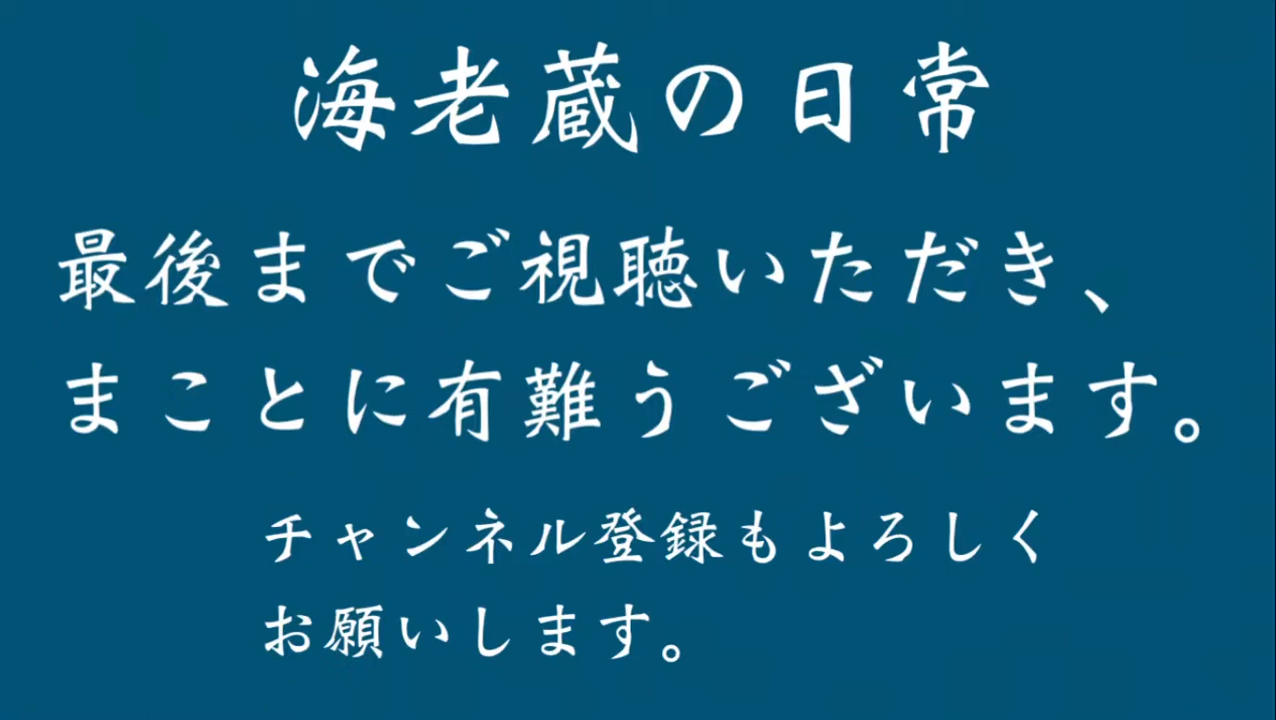 海老蔵の日常
最後までご視聴いただき、
まことに有難うございます。
チャンネル登録もよろしく
お願いします。